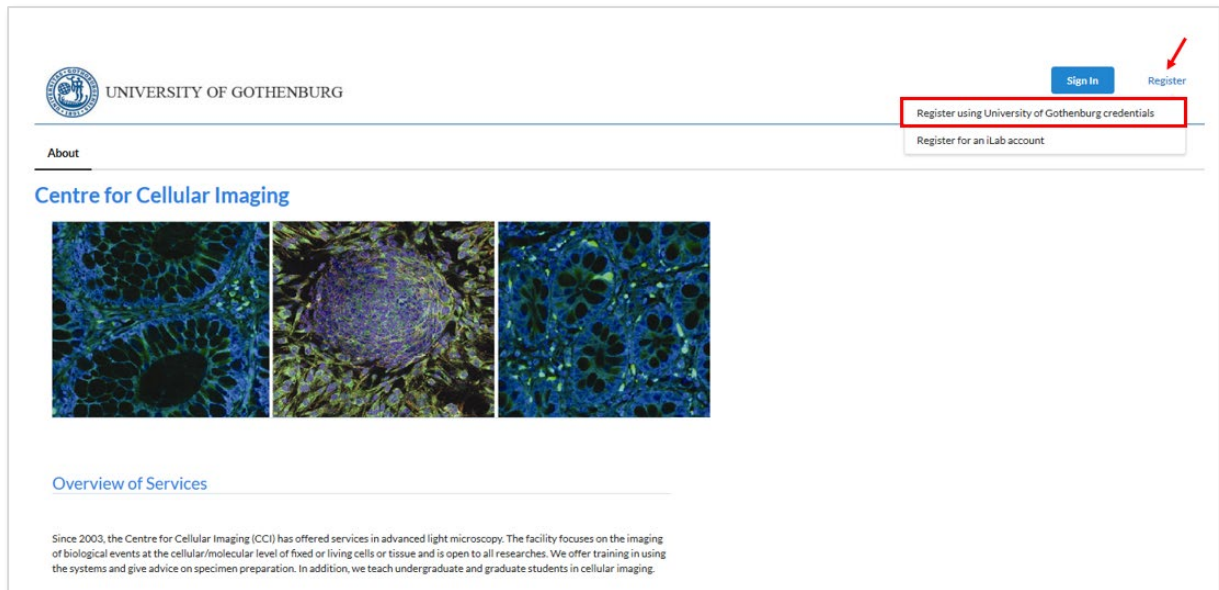 UNIVERSITY OF GOTHENBURG
Sign In
Register
Register using University of Gothenburg credentials
Register for an iLab account
About
Centre for Cellular Imaging
Overview of Services
Since 2003, the Centre for Cellular Imaging (CCI) has offered services in advanced light microscopy. The facility focuses on the imaging
of biological events at the cellular/molecular level of fixed or living cells or tissue and is open to all researches. We offer training in using
the systems and give advice on specimen preparation. In addition, we teach undergraduate and graduate students in cellular imaging.